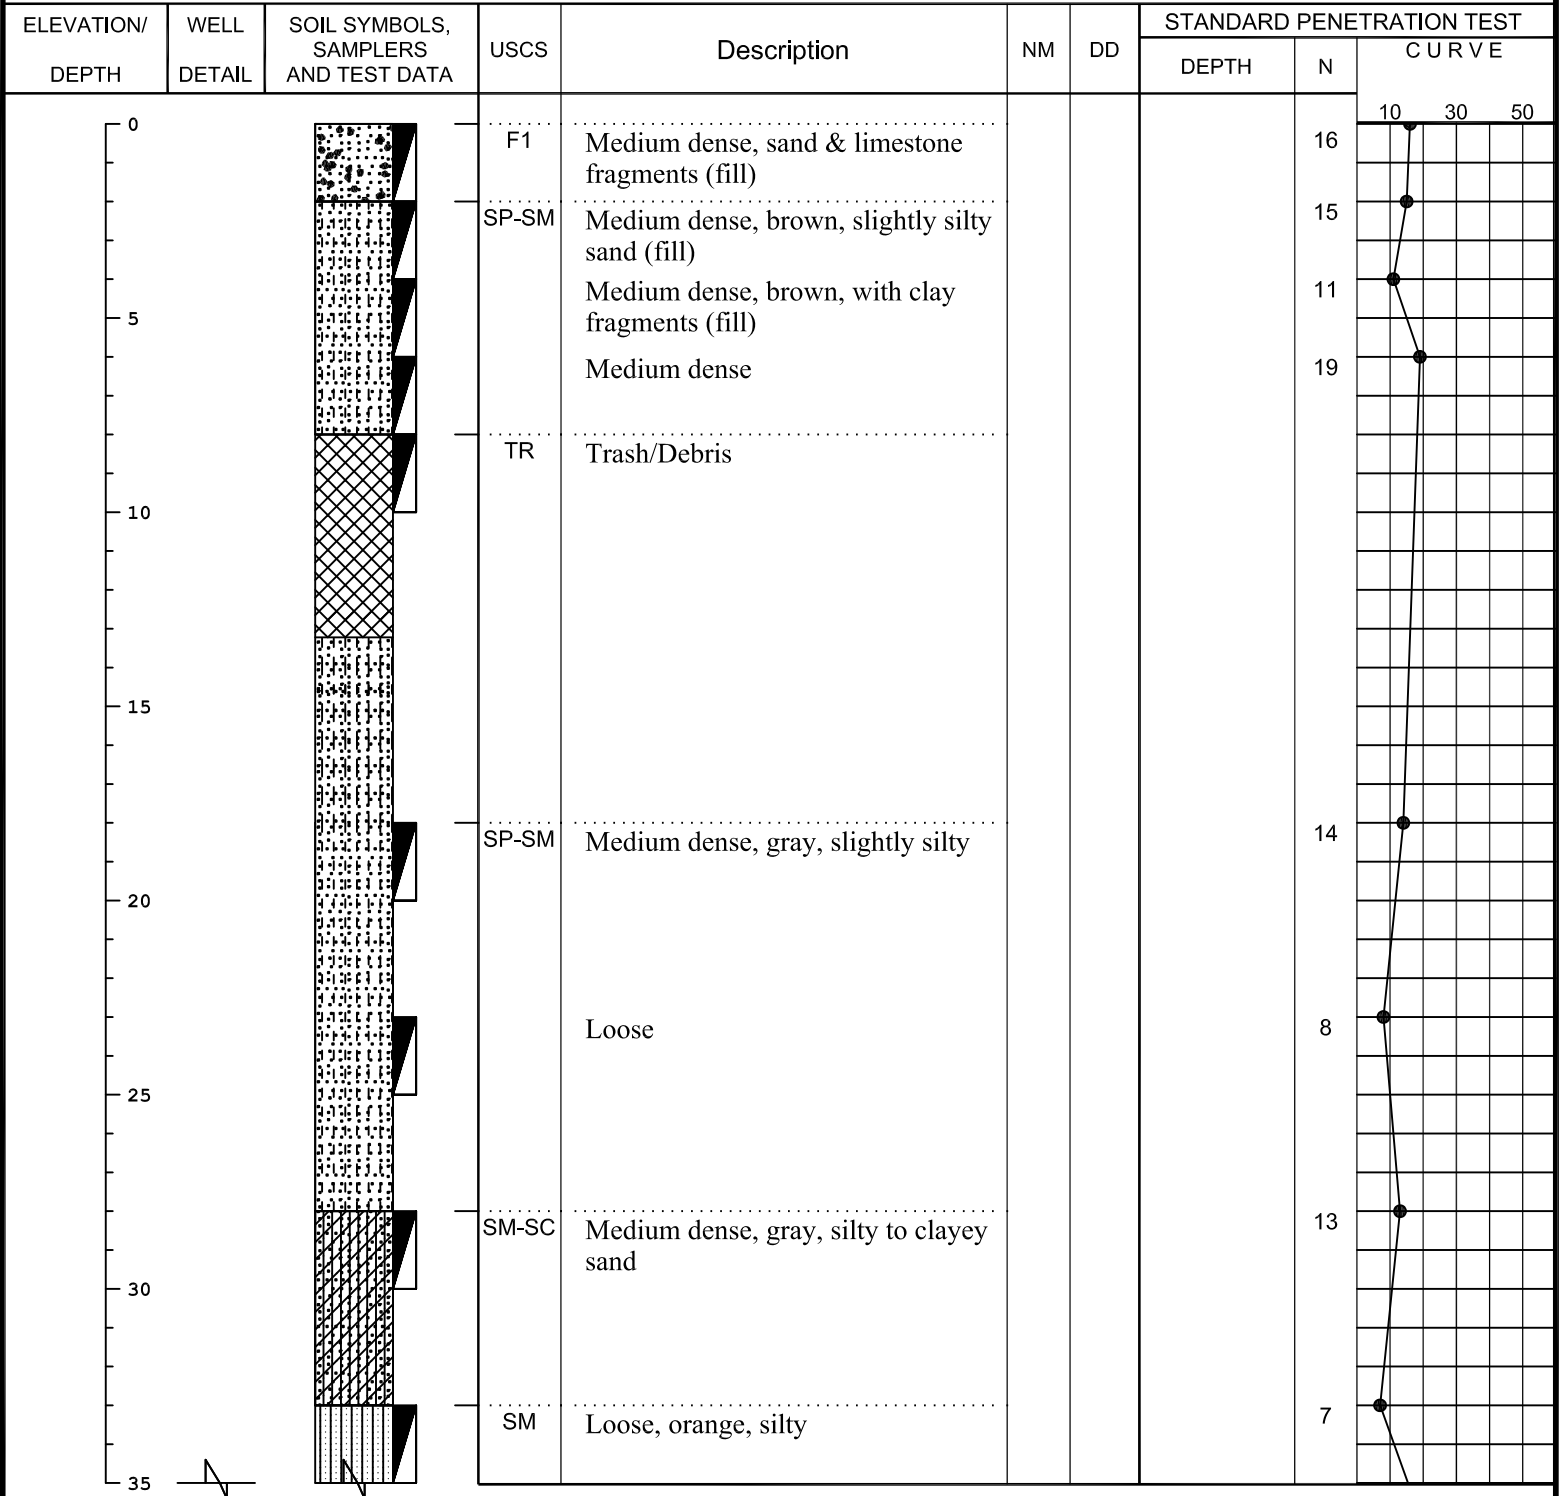 ELEVATION/
DEPTH
WELL
DETAIL
SOIL SYMBOLS,
SAMPLERS
AND TEST DATA
USCS
Description
NM
DD
STANDARD PENETRATION TEST
DEPTH
N
CURVE
10 30 50
0
F1
Medium dense, sand & limestone
fragments (fill)
16
SP-SM
Medium dense, brown, slightly silty
sand (fill)
15
Medium dense, brown, with clay
fragments (fill)
11
5
Medium dense
19
TR
Trash/Debris
10
15
SP-SM
Medium dense, gray, slightly silty
14
20
Loose
8
25
SM-SC
Medium dense, gray, silty to clayey
sand
13
30
SM
Loose, orange, silty
7
35